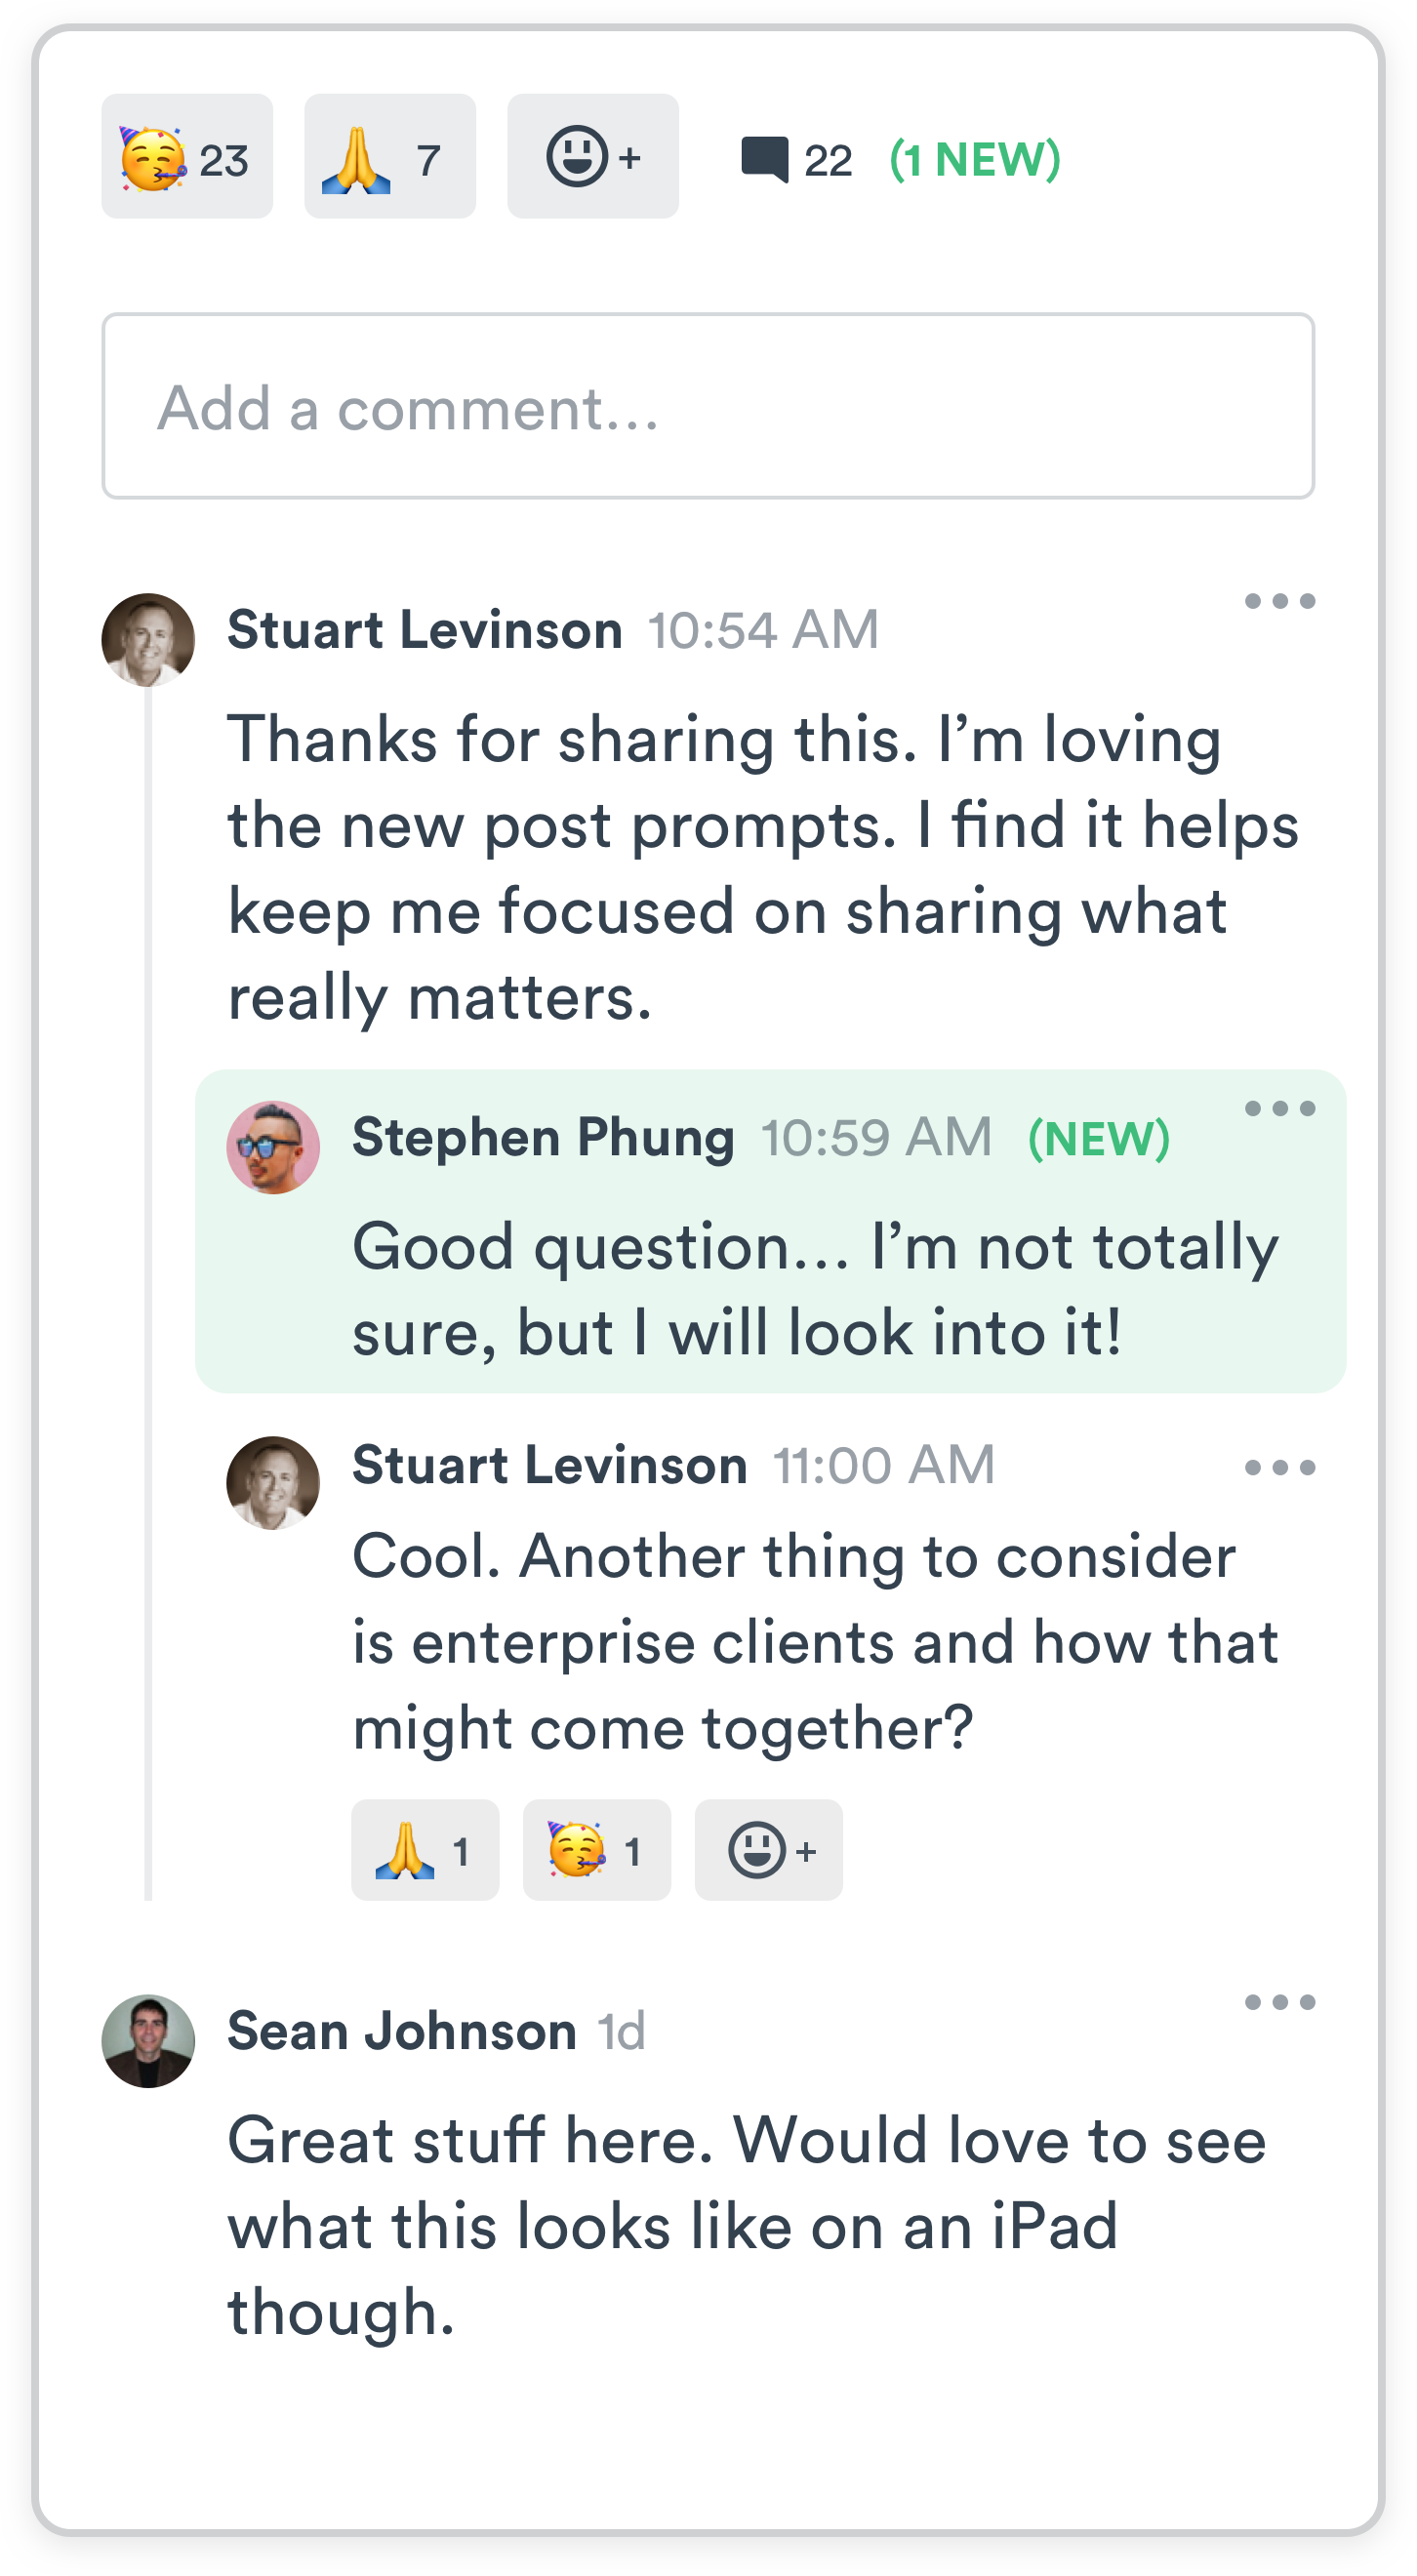 🥳 23 🙏 7 + 22 (1 NEW)
Add a comment...
Stuart Levinson 10:54 AM
Thanks for sharing this. I’m loving
the new post prompts. I find it helps
keep me focused on sharing what
really matters.
Stephen Phung 10:59 AM (NEW)
Good question... I’m not totally
sure, but I will look into it!
Stuart Levinson 11:00 AM
Cool. Another thing to consider
is enterprise clients and how that
might come together?
🙏 1 🥳 1 +
Sean Johnson 1d
Great stuff here. Would love to see
what this looks like on an iPad
though.